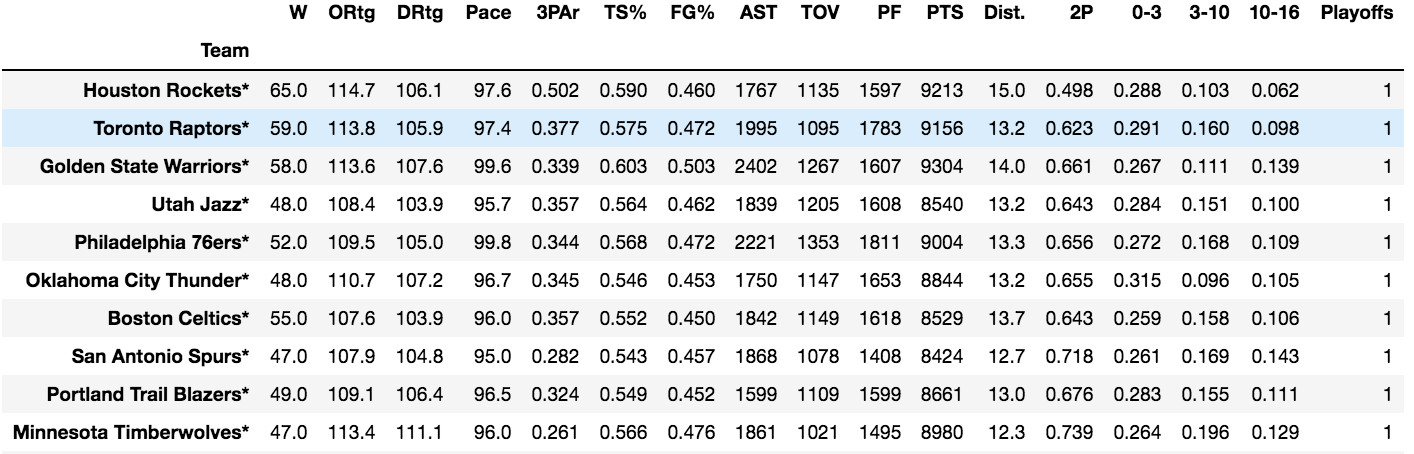 W ORtg DRtg Pace 3PAr TS% FG% AST TOV PF PTS Dist. 2P 0-3 3-10 10-16 Playoffs
Team
Houston Rockets* 65.0 114.7 106.1 97.6 0.502 0.590 0.460 1767 1135 1597 9213 15.0 0.498 0.288 0.103 0.062 1
Toronto Raptors* 59.0 113.8 105.9 97.4 0.377 0.575 0.472 1995 1095 1783 9156 13.2 0.623 0.291 0.160 0.098 1
Golden State Warriors* 58.0 113.6 107.6 99.6 0.339 0.603 0.503 2402 1267 1607 9304 14.0 0.661 0.267 0.111 0.139 1
Utah Jazz* 48.0 108.4 103.9 95.7 0.357 0.564 0.462 1839 1205 1608 8540 13.2 0.643 0.284 0.151 0.100 1
Philadelphia 76ers* 52.0 109.5 105.0 99.8 0.344 0.568 0.472 2221 1353 1811 9004 13.3 0.656 0.272 0.168 0.109 1
Oklahoma City Thunder* 48.0 110.7 107.2 96.7 0.345 0.546 0.453 1750 1147 1653 8844 13.2 0.655 0.315 0.096 0.105 1
Boston Celtics* 55.0 107.6 103.9 96.0 0.357 0.552 0.450 1842 1149 1618 8529 13.7 0.643 0.259 0.158 0.106 1
San Antonio Spurs* 47.0 107.9 104.8 95.0 0.282 0.543 0.457 1868 1078 1408 8424 12.7 0.718 0.261 0.169 0.143 1
Portland Trail Blazers* 49.0 109.1 106.4 96.5 0.324 0.549 0.452 1599 1109 1599 8661 13.0 0.676 0.283 0.155 0.111 1
Minnesota Timberwolves* 47.0 113.4 111.1 96.0 0.261 0.566 0.476 1861 1021 1495 8980 12.3 0.739 0.264 0.196 0.129 1